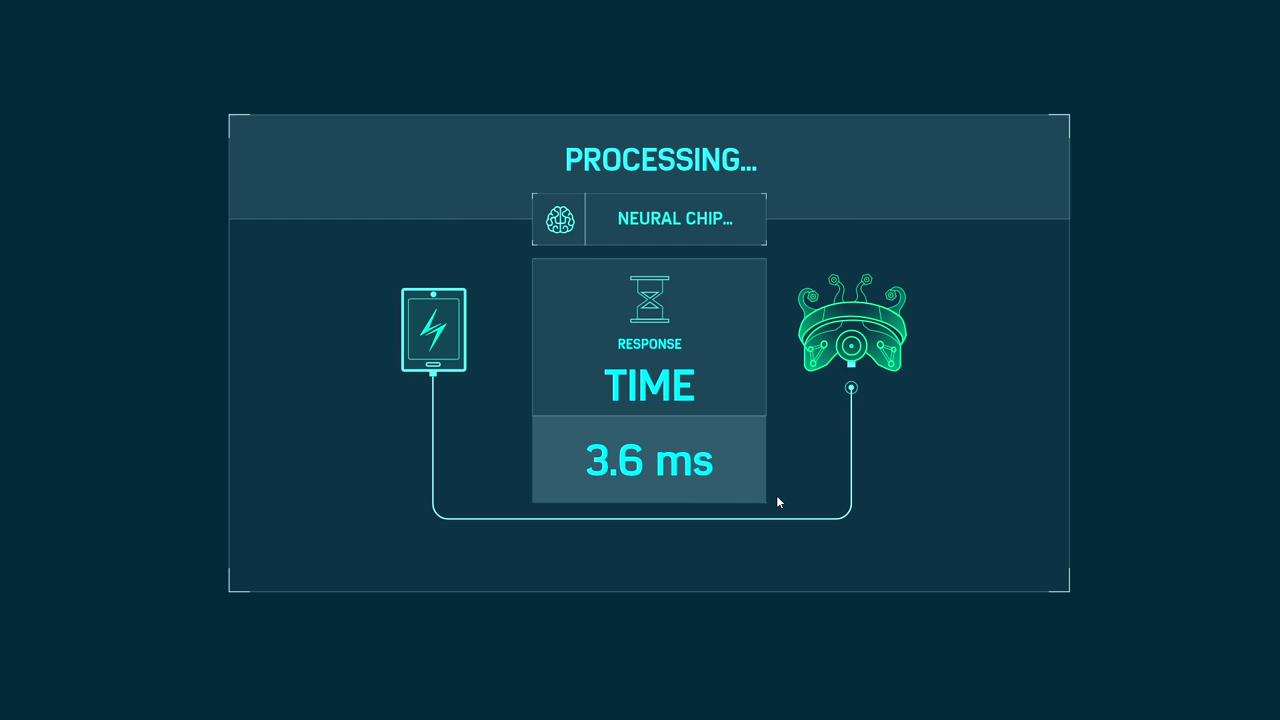 PROCESSING...
NEURAL CHIP...
RESPONSE
TIME
3.6 ms